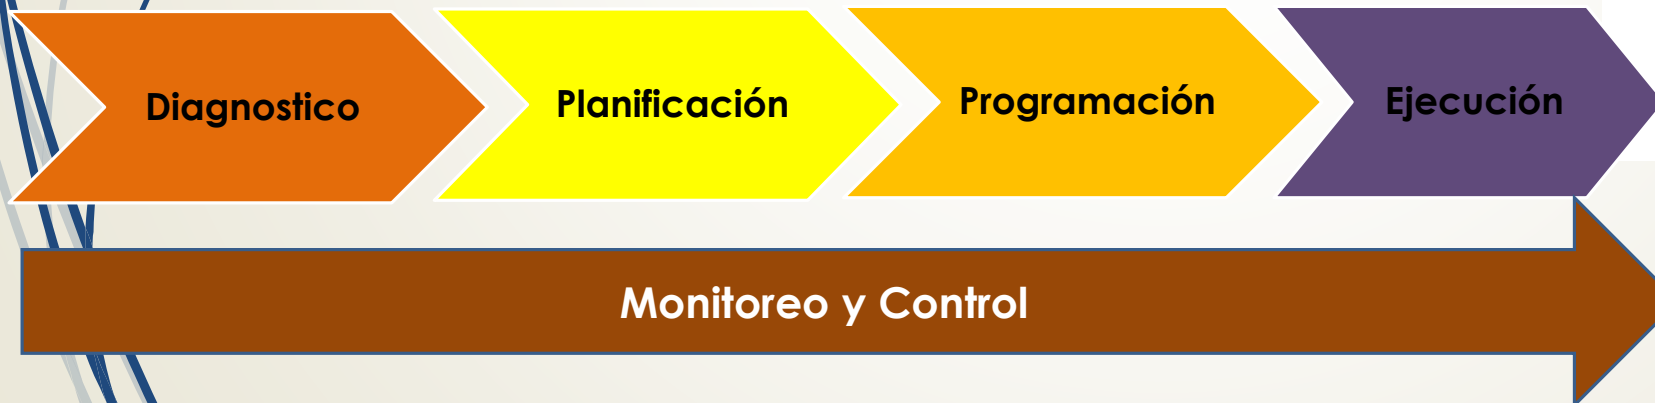 Diagnostico
Planificación
Programación
Ejecución
Monitoreo y Control